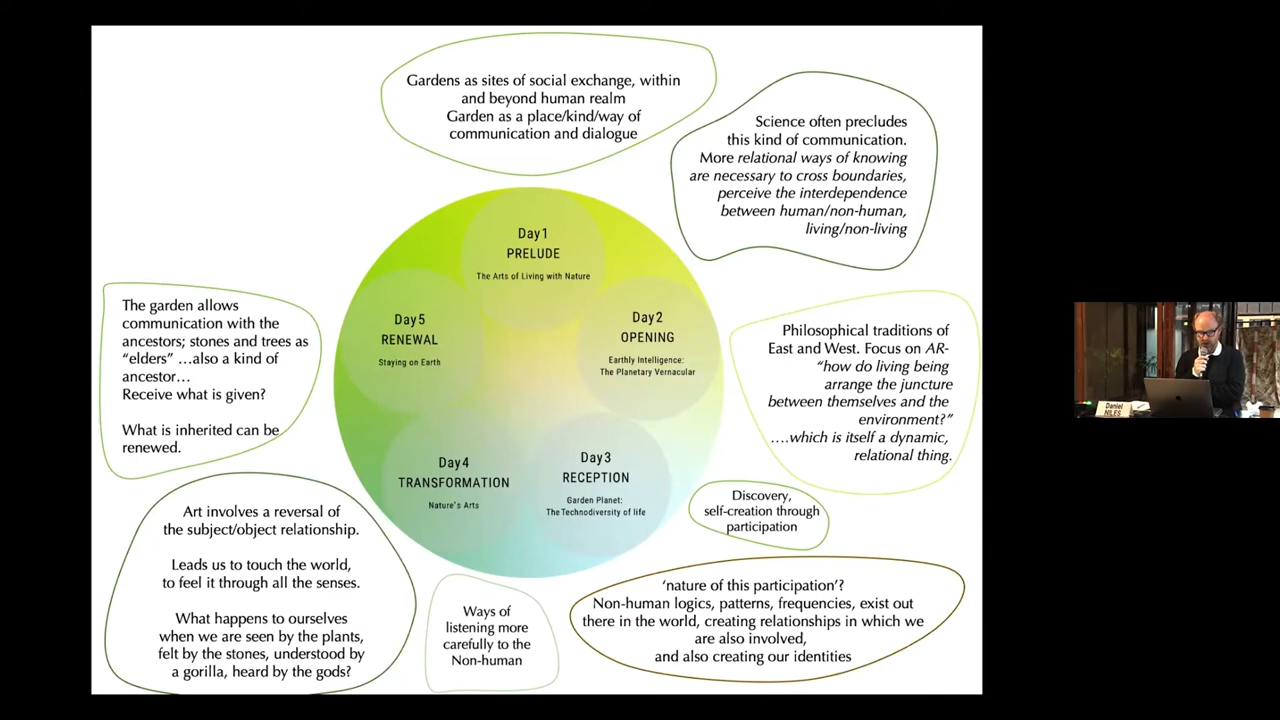 Gardens as sites of social exchange, within
and beyond human realm
Garden as a place/kind/way of
communication and dialogue
Science often precludes
this kind of communication.
More relational ways of knowing
are necessary to cross boundaries,
perceive the interdependence
between human/non-human,
living/non-living
Day1
PRELUDE
The Arts of Living with Nature
Day2
OPENING
Earthly Intelligence:
The Planetary Vernacular
Day3
RECEPTION
Garden Planet:
The Technodiversity of life
Day4
TRANSFORMATION
Nature's Arts
Day5
RENEWAL
Staying on Earth
Philosophical traditions of
East and West. Focus on AR-
“how do living being
arrange the juncture
between themselves and the
environment?”
….which is itself a dynamic,
relational thing.
Discovery,
self-creation through
participation
‘nature of this participation’?
Non-human logics, patterns, frequencies, exist out
there in the world, creating relationships in which we
are also involved,
and also creating our identities
Ways of
listening more
carefully to the
Non-human
Art involves a reversal of
the subject/object relationship.
Leads us to touch the world,
to feel it through all the senses.
What happens to ourselves
when we are seen by the plants,
felt by the stones, understood by
a gorilla, heard by the gods?
The garden allows
communication with the
ancestors; stones and trees as
“elders” …also a kind of
ancestor…
Receive what is given?
What is inherited can be
renewed.
Daniel
NILES